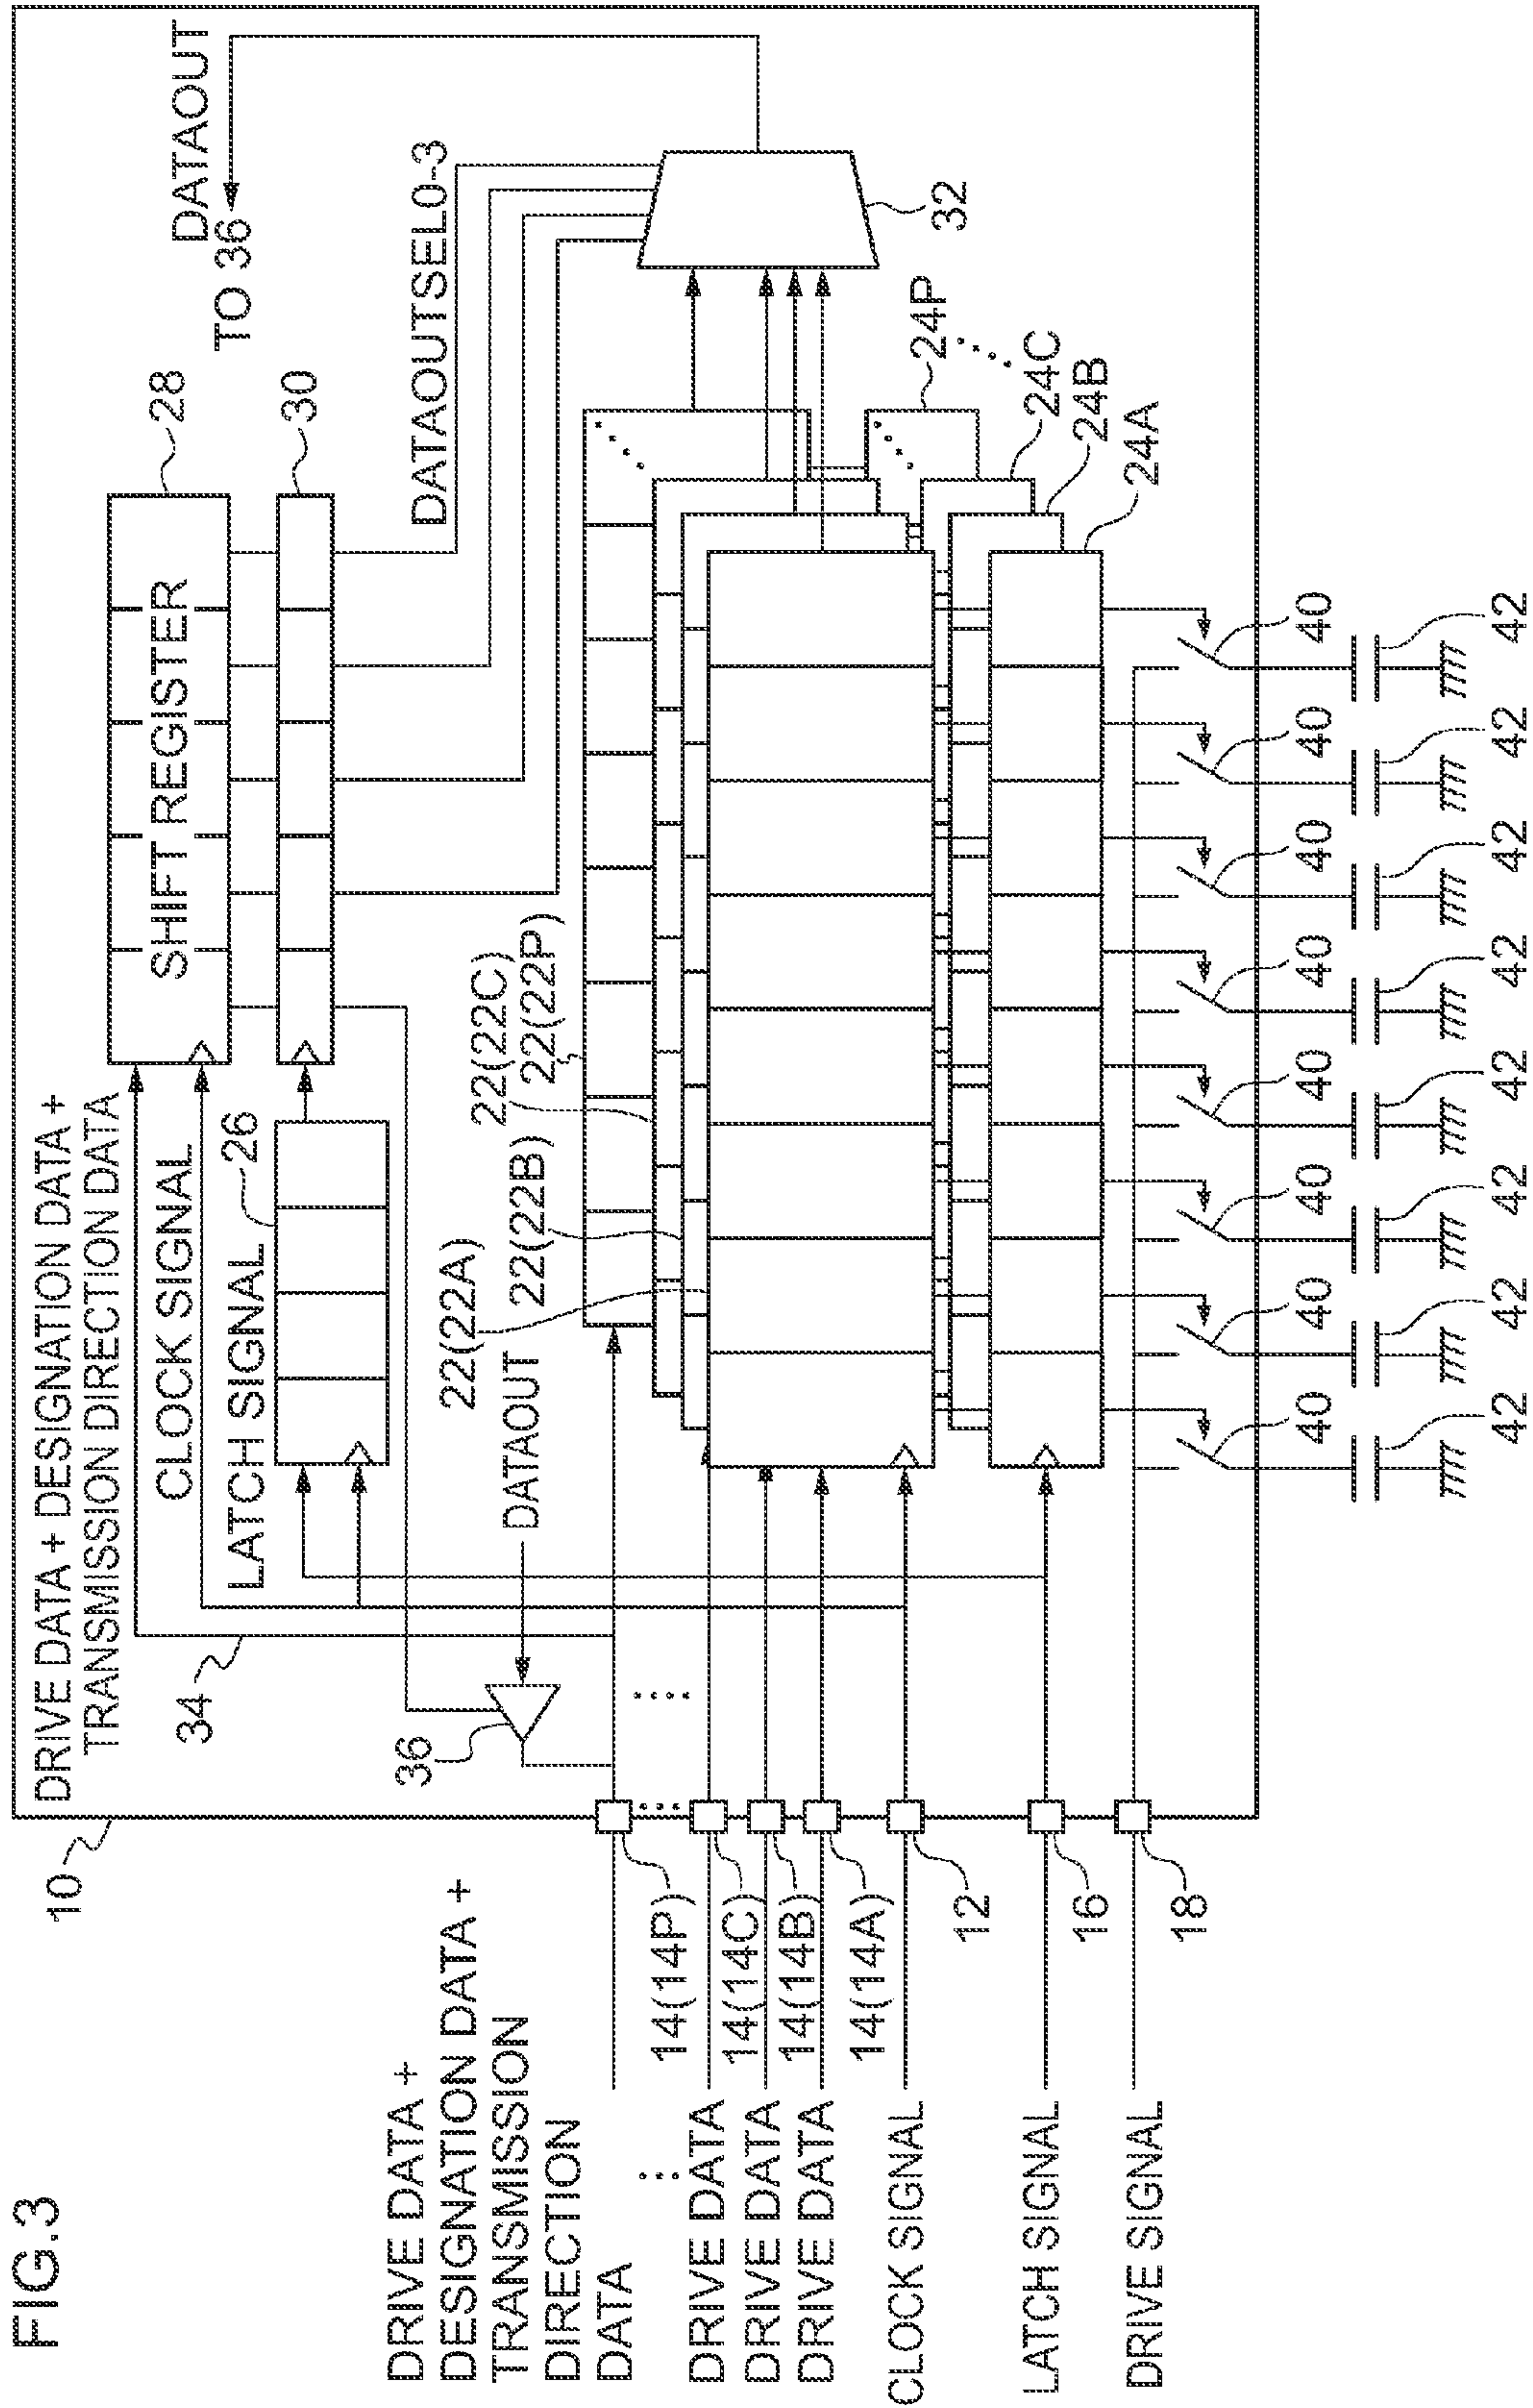 FIG.3
10
DRIVE DATA + DESIGNATION DATA +
TRANSMISSION DIRECTION DATA
CLOCK SIGNAL
LATCH SIGNAL
26
34
SHIFT REGISTER
28
30
DATAOUT
TO 36
DATAOUTSEL0-3
32
36
DATAOUT
22(22A)
22(22B)
22(22C)
22(22P)
24P
24C
24B
24A
DRIVE DATA +
DESIGNATION DATA +
TRANSMISSION
DIRECTION
DATA
14(14P)
DRIVE DATA
14(14C)
DRIVE DATA
14(14B)
DRIVE DATA
14(14A)
CLOCK SIGNAL
12
LATCH SIGNAL
16
DRIVE SIGNAL
18
40
40
40
40
40
40
40
40
42
42
42
42
42
42
42
42